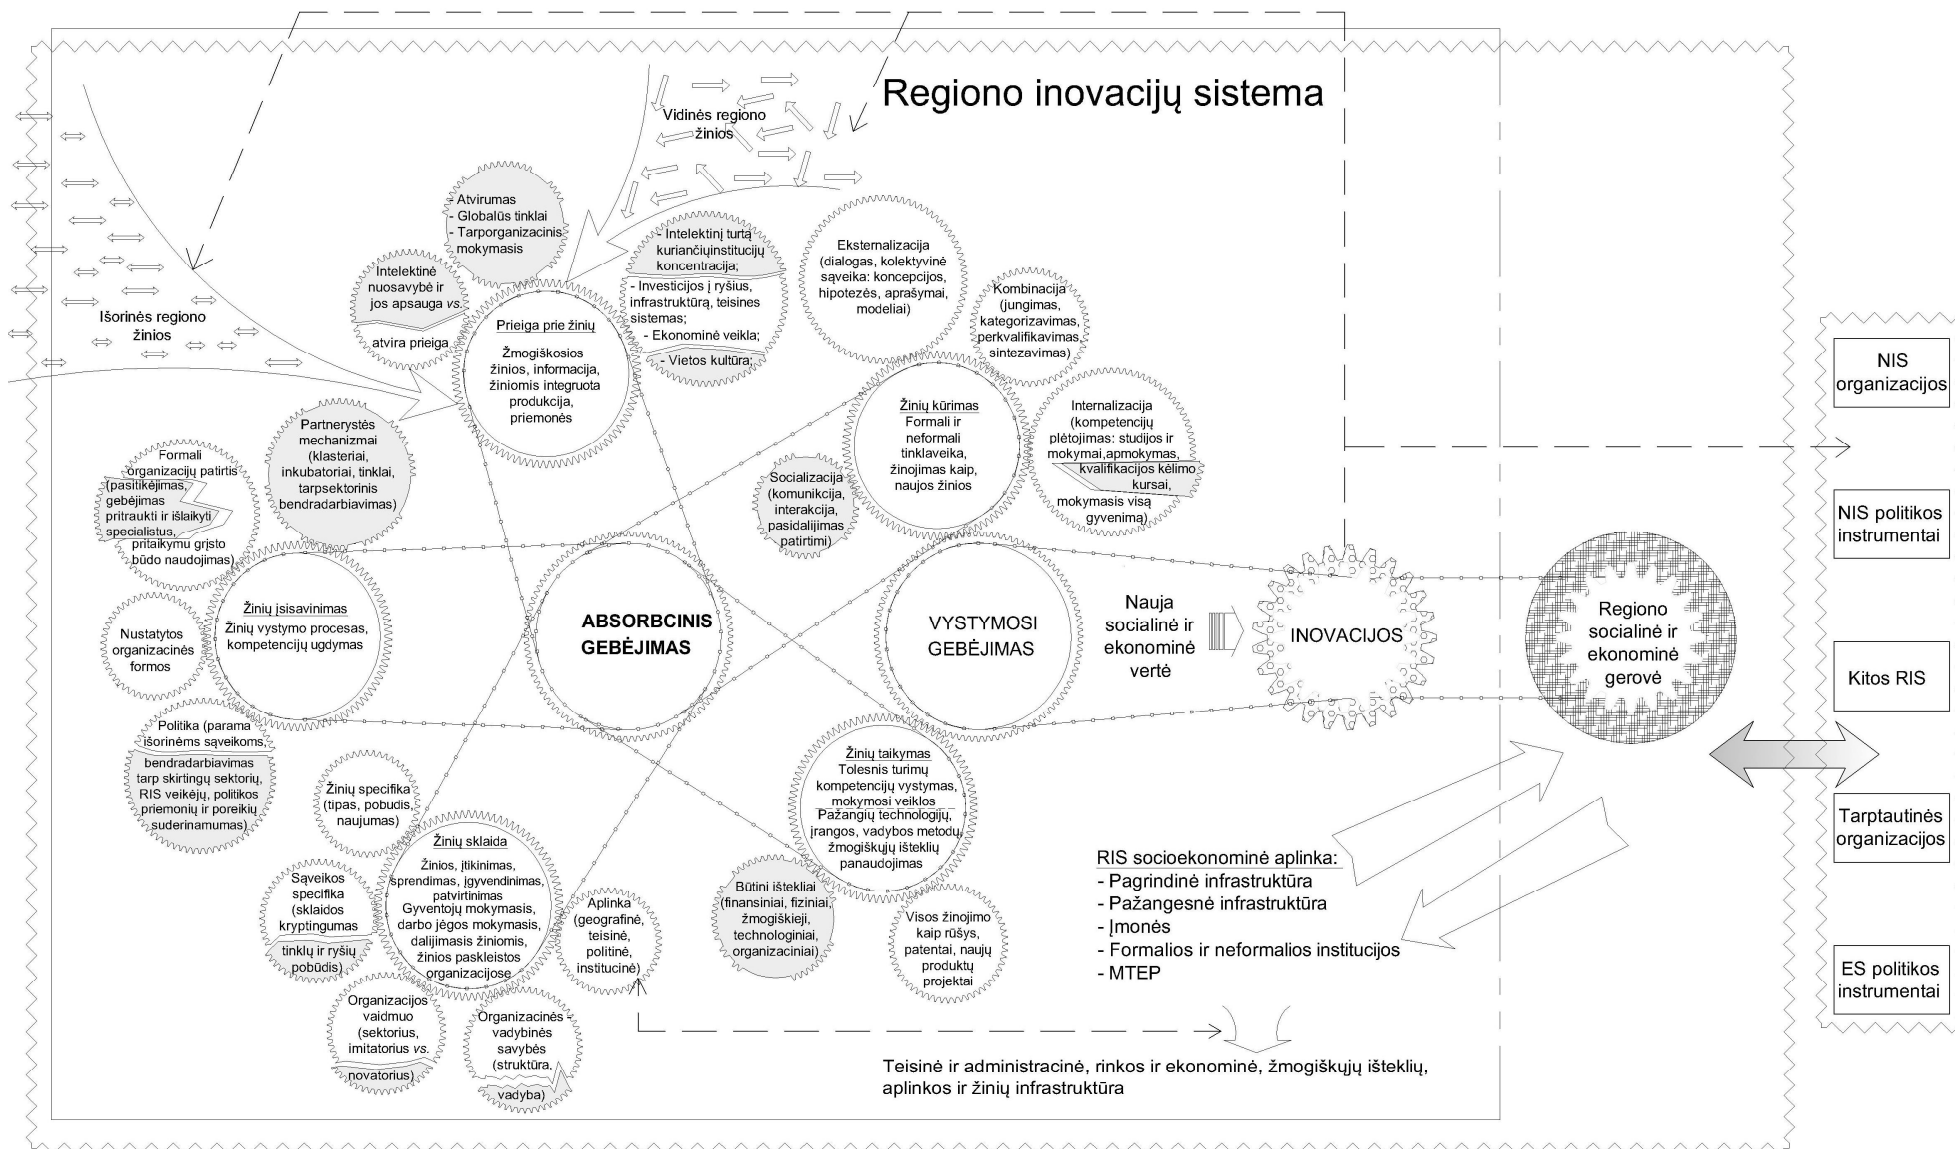 Regiono inovacijų sistema
Vidinės regiono
žinios
Išorinės regiono
žinios
- Atvirumas
- Globalūs tinklai
- Tarporganizacinis
mokymasis
Intelektinė
nuosavybė ir
jos apsauga vs.
atvira prieiga
Prieiga prie žinių
Žmogiškosios
žinios, informacija,
žiniomis integruota
produkcija,
priemonės
- Intelektinį turtą
kuriančiųinstitucijų
koncentracija;
- Investicijos į ryšius,
infrastruktūrą, teisines
sistemas;
- Ekonominė veikla;
- Vietos kultūra;
Eksternalizacija
(dialogas, kolektyvinė
sąveika: koncepcijos,
hipotezės, aprašymai,
modeliai)
Kombinacija
(jungimas,
kategorizavimas,
perkvalifikavimas,
sintezavimas)
Žinių kūrimas
Formali ir
neformali
tinklaveika,
žinojimas kaip,
naujos žinios
Internalizacija
(kompetencijų
plėtojimas: studijos ir
mokymai,apmokymas,
kvalifikacijos kėlimo
kursai,
mokymasis visą
gyvenimą)
Socializacija
(komunikcija,
interakcija,
pasidalijimas
patirtimi)
Partnerystės
mechanizmai
(klasteriai,
inkubatoriai, tinklai,
tarpsektorinis
bendradarbiavimas)
Formali
organizacijų patirtis
(pasitikėjimas,
gebėjimas
pritraukti ir išlaikyti
specialistus,
pritaikymu grįsto
būdo naudojimas)
Žinių įsisavinimas
Žinių vystymo procesas,
kompetencijų ugdymas
Nustatytos
organizacinės
formos
Politika (parama
išorinėms sąveikoms,
bendradarbiavimas
tarp skirtingų sektorių,
RIS veikėjų, politikos
priemonių ir poreikių
suderinamumas)
ABSORBCINIS
GEBĖJIMAS
VYSTYMOSI
GEBĖJIMAS
Nauja
socialinė ir
ekonominė
vertė
INOVACIJOS
Regiono
socialinė ir
ekonominė
gerovė
Žinių specifika
(tipas, pobudis,
naujumas)
Žinių sklaida
Žinios, įtikinimas,
sprendimas, įgyvendinimas,
patvirtinimas
Gyventojų mokymasis,
darbo jėgos mokymasis,
dalijimasis žiniomis,
žinios paskleistos
organizacijose
Sąveikos
specifika
(sklaidos
kryptingumas
tinklų ir ryšių
pobūdis)
Organizacijos
vaidmuo
(sektorius,
imitatorius vs.
novatorius)
Organizacinės -
vadybinės
savybės
(struktūra.
vadyba)
Aplinka
(geografinė,
teisinė,
politinė,
institucinė)
Žinių taikymas
Tolesnis turimų
kompetencijų vystymas,
mokymosi veiklos
Pažangių technologijų,
įrangos, vadybos metodų,
žmogiškųjų išteklių
panaudojimas
Būtini ištekliai
(finansiniai, fiziniai,
žmogiškieji,
technologiniai,
organizaciniai)
Visos žinojimo
kaip rūšys,
patentai, naujų
produktų
projektai
RIS socioekonominė aplinka:
- Pagrindinė infrastruktūra
- Pažangesnė infrastruktūra
- Įmonės
- Formalios ir neformalios institucijos
- MTEP
Teisinė ir administracinė, rinkos ir ekonominė, žmogiškųjų išteklių,
aplinkos ir žinių infrastruktūra
NIS
organizacijos
NIS politikos
instrumentai
Kitos RIS
Tarptautinės
organizacijos
ES politikos
instrumentai